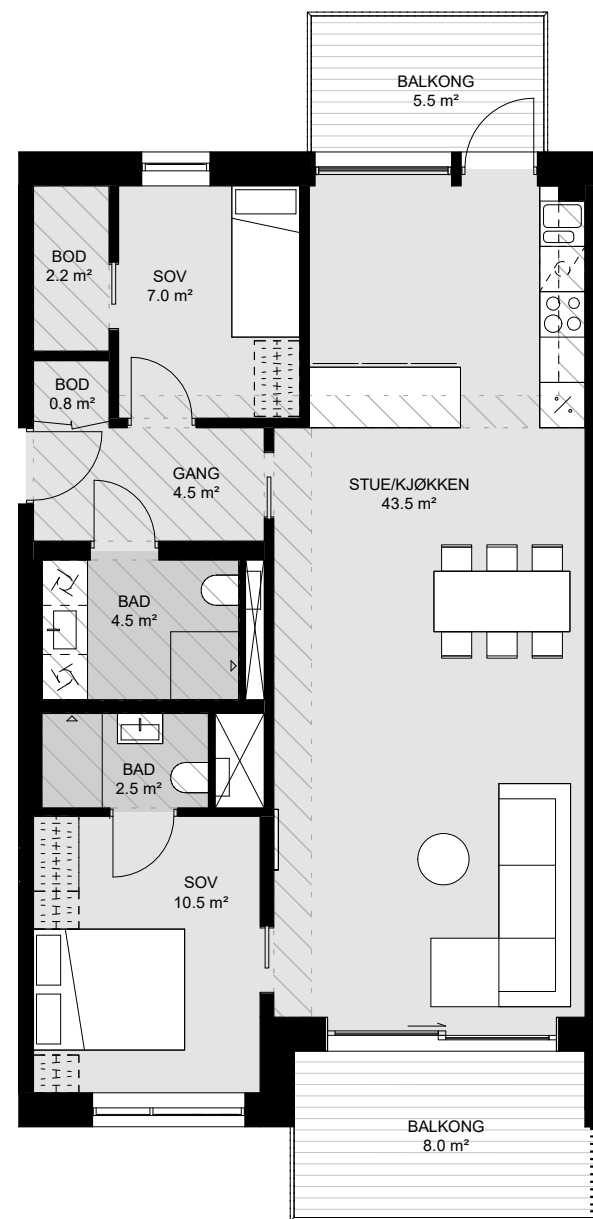 BALKONG
5.5 m²
BOD
2.2 m²
SOV
7.0 m²
BOD
0.8 m²
GANG
4.5 m²
STUE/KJØKKEN
43.5 m²
BAD
4.5 m²
BAD
2.5 m²
SOV
10.5 m²
BALKONG
8.0 m²